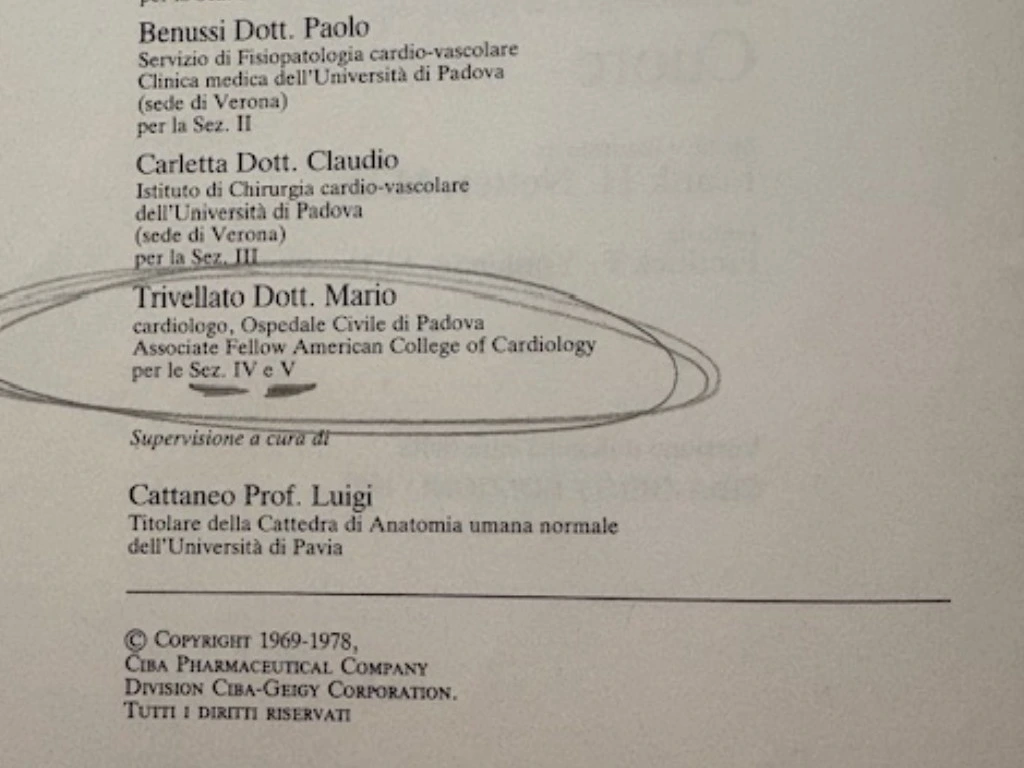 Benussi Dott. Paolo
Servizio di Fisiopatologia cardio-vascolare
Clinica medica dell'Università di Padova
(sede di Verona)
per la Sez. II
Carletta Dott. Claudio
Istituto di Chirurgia cardio-vascolare
dell'Università di Padova
(sede di Verona)
per la Sez. III
Trivellato Dott. Mario
cardiologo, Ospedale Civile di Padova
Associate Fellow American College of Cardiology
per le Sez. IV e V
Supervisione a cura di
Cattaneo Prof. Luigi
Titolare della Cattedra di Anatomia umana normale
dell'Università di Pavia
© COPYRIGHT 1969-1978,
CIBA PHARMACEUTICAL COMPANY
DIVISION CIBA-GEIGY CORPORATION.
TUTTI I DIRITTI RISERVATI